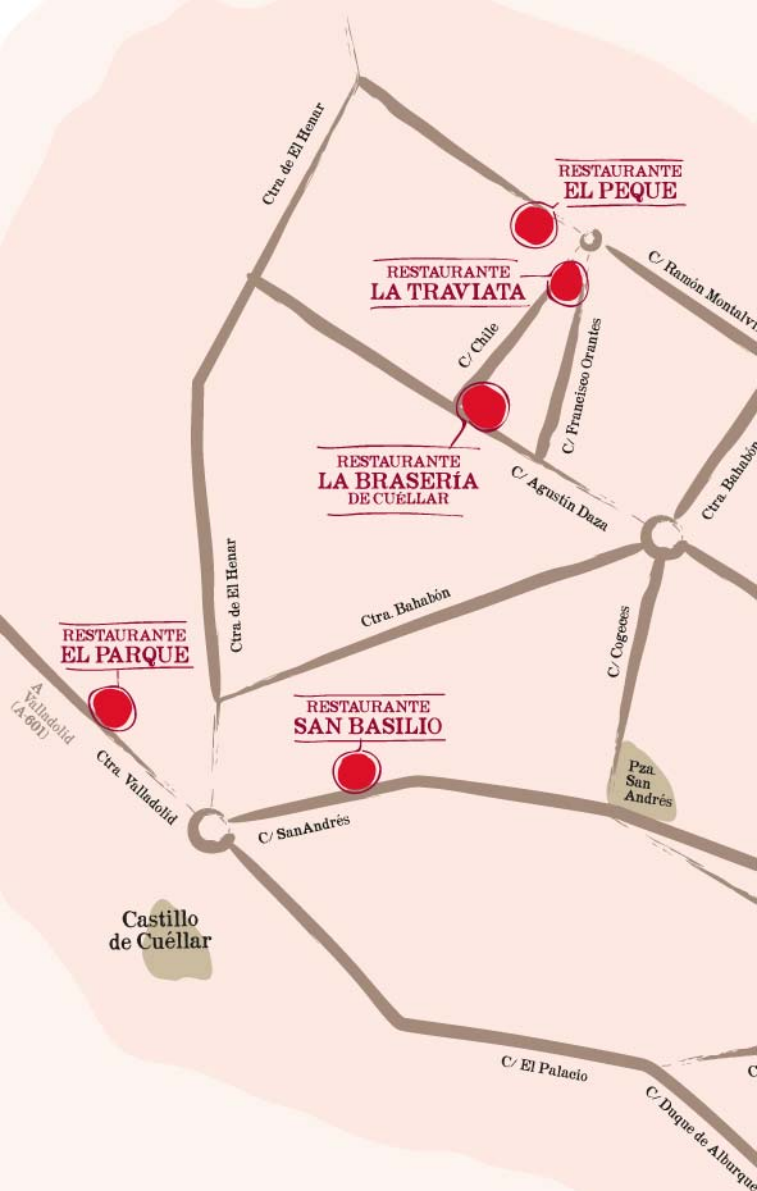 Ctra. de El Henar
RESTAURANTE
EL PEQUE
C/ Ramón Montalvi
RESTAURANTE
LA TRAVIATA
C/ Chile
C/ Francisco Orantes
RESTAURANTE
LA BRASERÍA
DE CUÉLLAR
C/ Agustín Daza
Ctra. Bahabón
Ctra. de El Henar
Ctra. Bahabón
C/ Cogeces
RESTAURANTE
EL PARQUE
A
Valladolid
(A-601)
Ctra. Valladolid
RESTAURANTE
SAN BASILIO
C/ SanAndrés
Pza.
San
Andrés
Castillo
de Cuéllar
C/ El Palacio
C
C/ Duque de Alburque